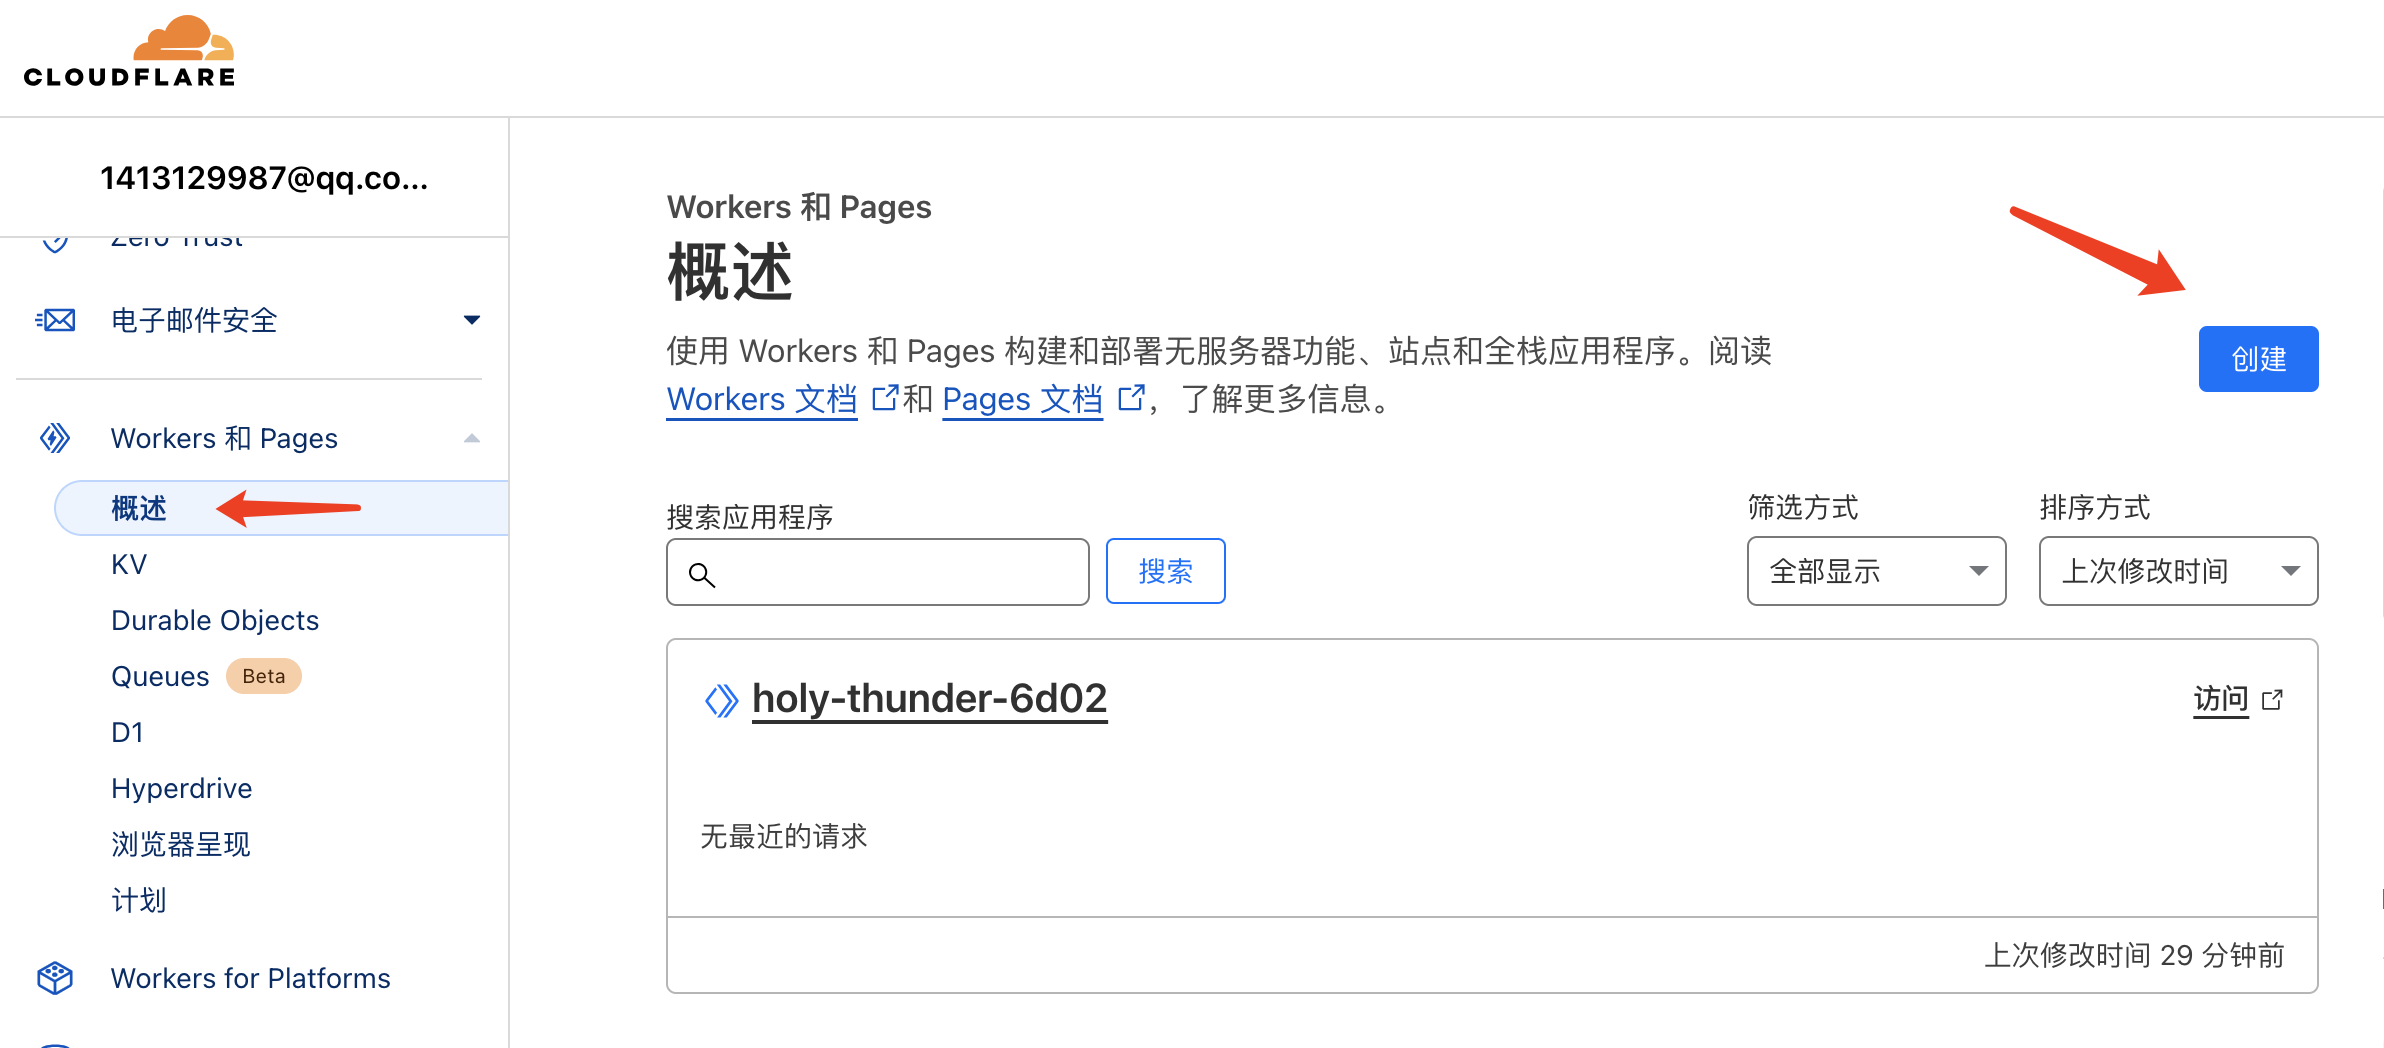 CLOUDFLARE
1413129987@qq.co...
Zero Trust
电子邮件安全
Workers 和 Pages
概述
KV
Durable Objects
Queues Beta
D1
Hyperdrive
浏览器呈现
计划
Workers for Platforms
Workers 和 Pages
概述
使用 Workers 和 Pages 构建和部署无服务器功能、站点和全栈应用程序。阅读
Workers 文档 和 Pages 文档 ，了解更多信息。
创建
搜索应用程序
搜索
筛选方式
全部显示
排序方式
上次修改时间
holy-thunder-6d02
访问
无最近的请求
上次修改时间 29 分钟前